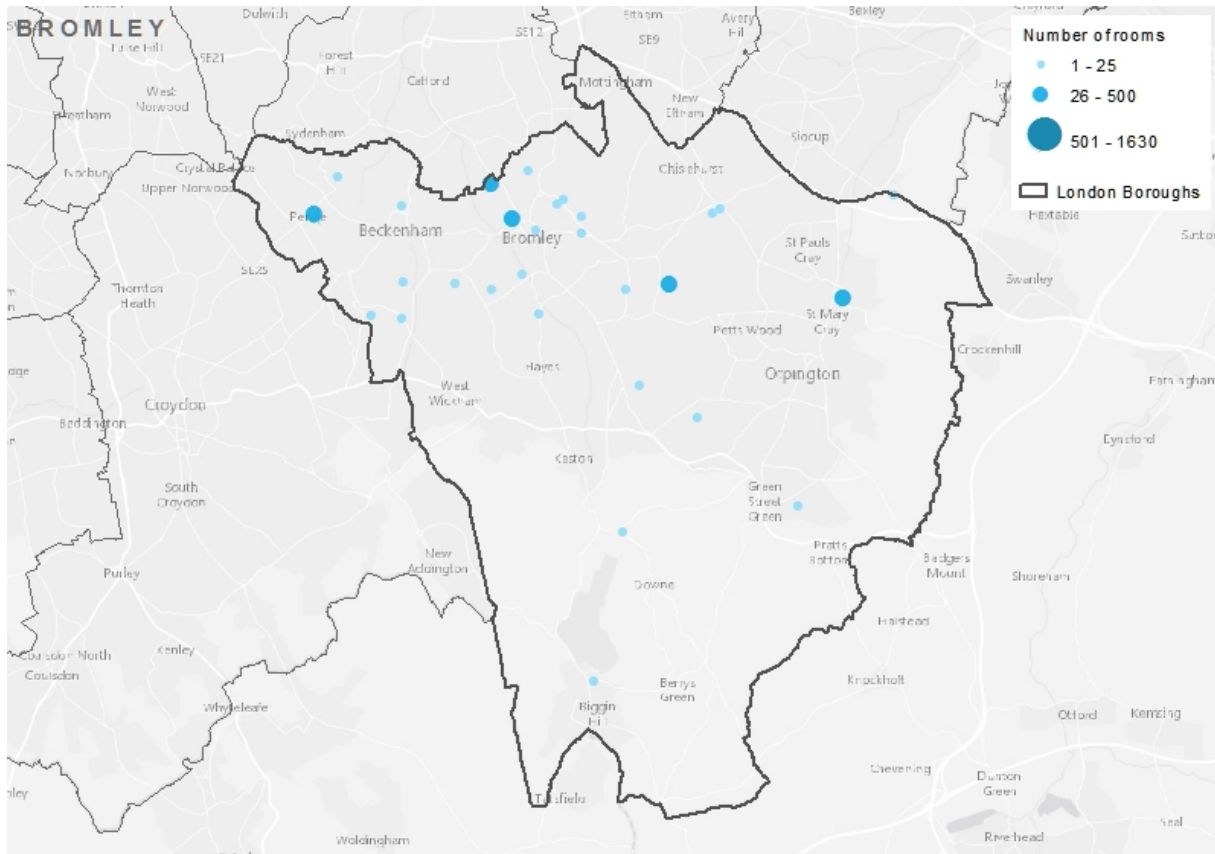 BROMLEY
Dulwich
Eltham
Avery
Hill
Bexley
SE12
SE9
SE21
Forest
Hill
Catford
Mottingham
West
Norwood
New
Eltham
Sydenham
Sidcup
Norbury
Upper Norwood
Chislehurst
Number of rooms
1 - 25
26 - 500
501 - 1630
London Boroughs
Hextable
Penge
Beckenham
Bromley
St Pauls
Cray
SE25
Swanley
Thornton
Heath
St Mary
Cray
Petts Wood
Crockenhill
Hayes
Orpington
West
Wickham
Farningham
Croydon
Beddington
Eynsford
Keston
South
Croydon
Green
Street
Green
New
Addington
Pratts
Bottom
Badgers
Mount
Purley
Downe
Shoreham
Halstead
Coulsdon North
Coulsdon
Kenley
Berrys
Green
Knockholt
Whyteleafe
Biggin
Hill
Otford
Kemsing
Chevening
Dunton
Green
Tatsfield
Seal
Riverhead
Woldingham